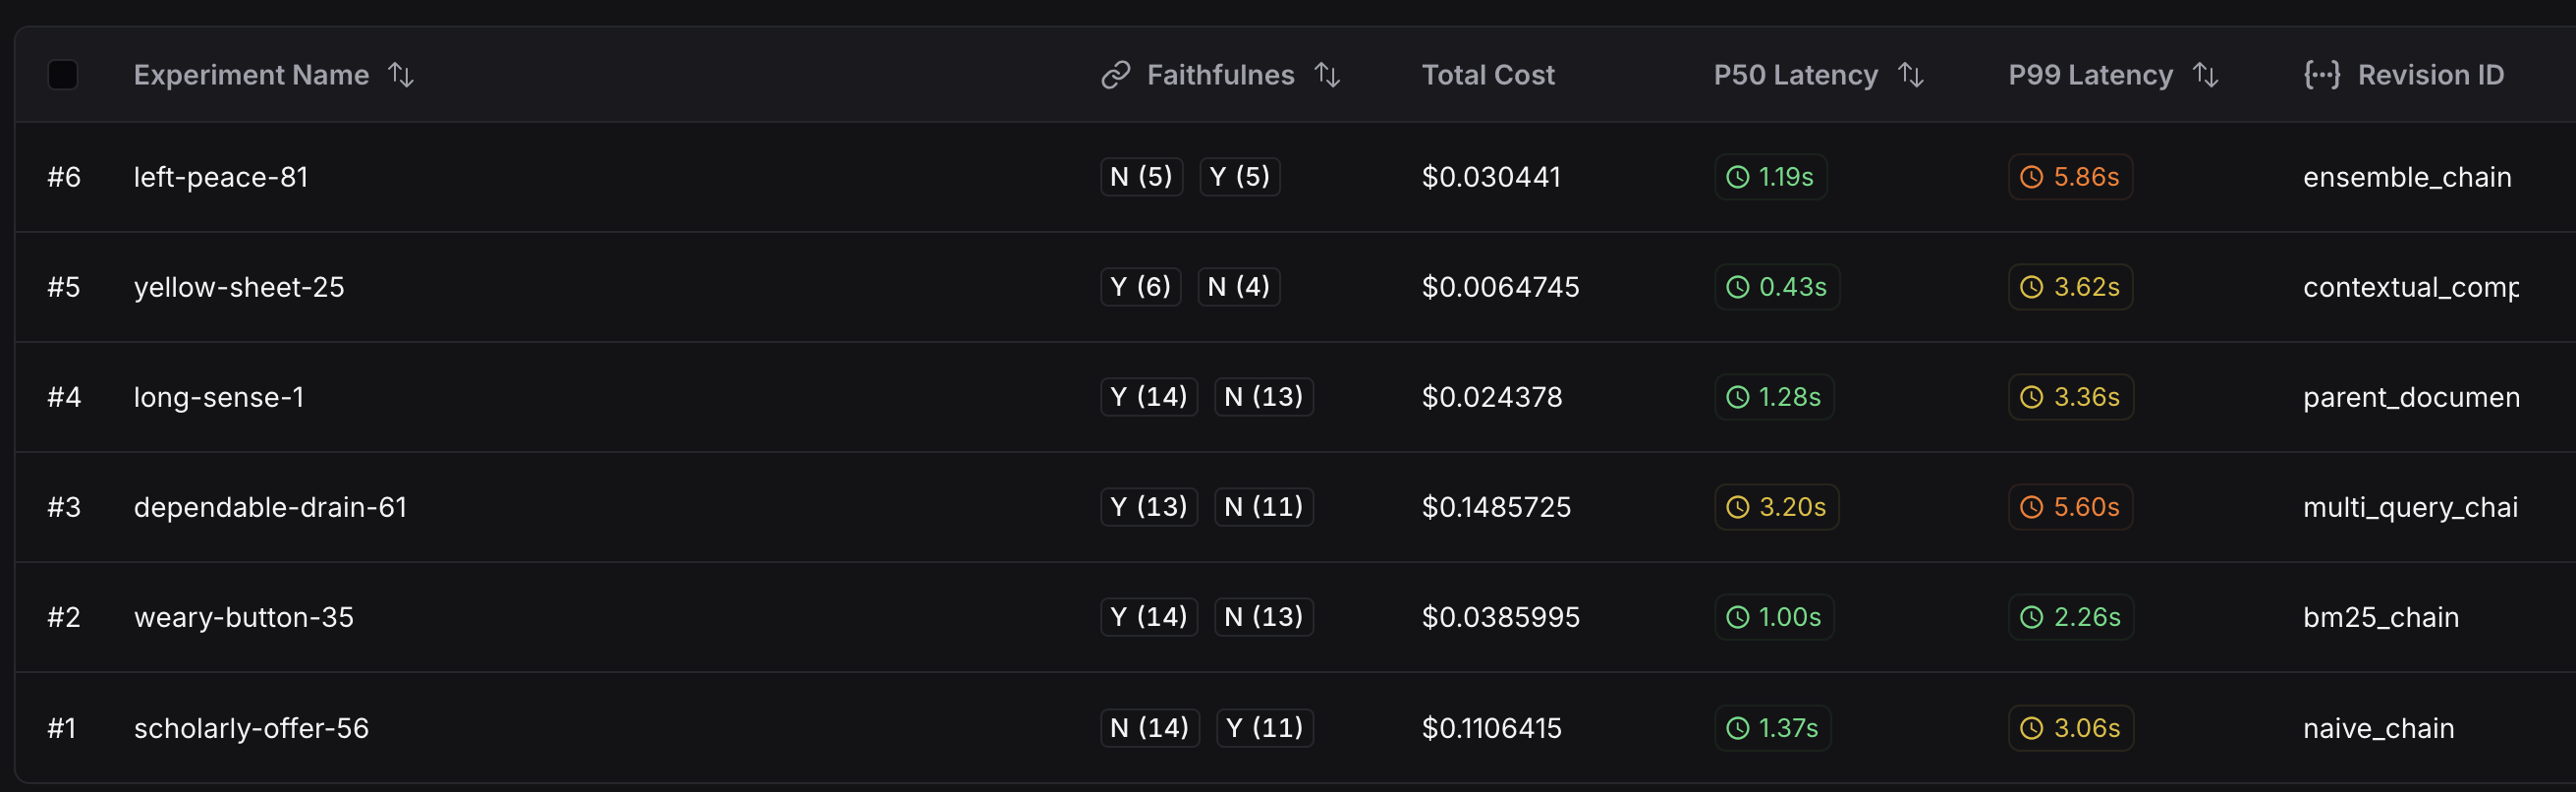 Experiment Name Faithfulnes Total Cost P50 Latency P99 Latency Revision ID
#6 left-peace-81 N (5) Y (5) $0.030441 1.19s 5.86s ensemble_chain
#5 yellow-sheet-25 Y (6) N (4) $0.0064745 0.43s 3.62s contextual_comp
#4 long-sense-1 Y (14) N (13) $0.024378 1.28s 3.36s parent_documen
#3 dependable-drain-61 Y (13) N (11) $0.1485725 3.20s 5.60s multi_query_chai
#2 weary-button-35 Y (14) N (13) $0.0385995 1.00s 2.26s bm25_chain
#1 scholarly-offer-56 N (14) Y (11) $0.1106415 1.37s 3.06s naive_chain